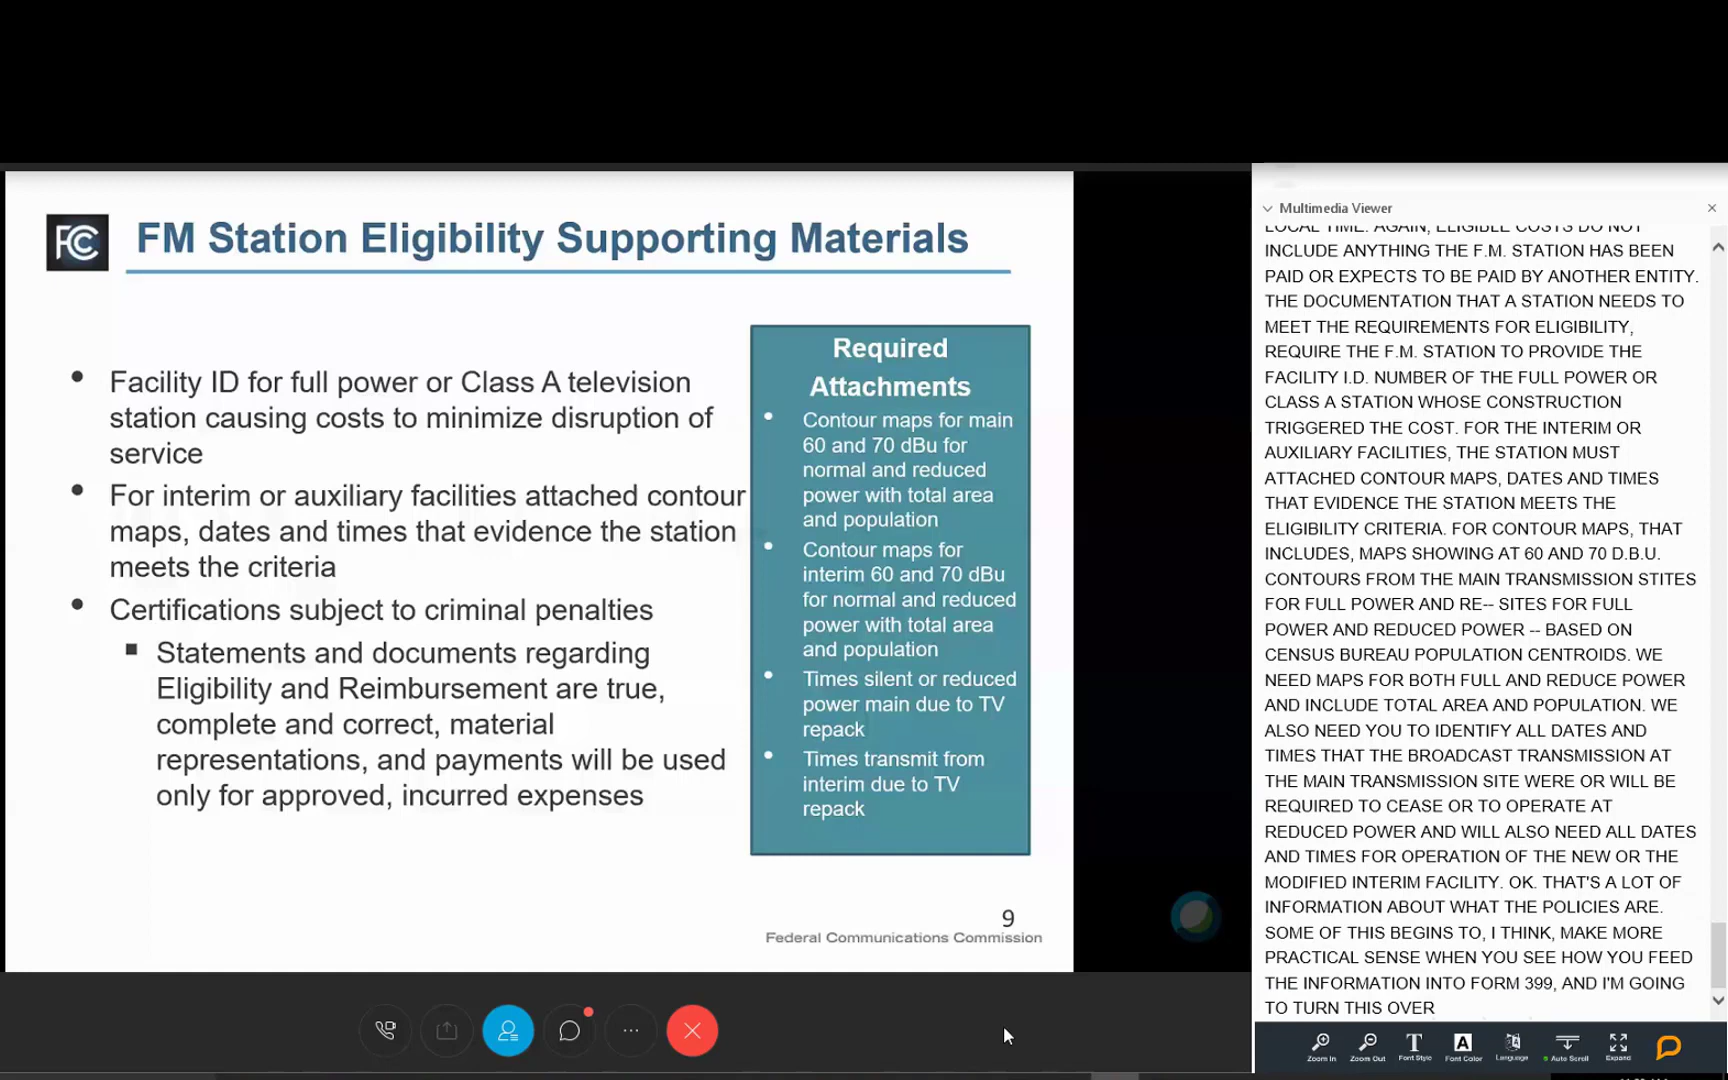 FCC
FM Station Eligibility Supporting Materials
• Facility ID for full power or Class A television
station causing costs to minimize disruption of
service
• For interim or auxiliary facilities attached contour
maps, dates and times that evidence the station
meets the criteria
• Certifications subject to criminal penalties
▪ Statements and documents regarding
Eligibility and Reimbursement are true,
complete and correct, material
representations, and payments will be used
only for approved, incurred expenses
Required
Attachments
• Contour maps for main
60 and 70 dBu for
normal and reduced
power with total area
and population
• Contour maps for
interim 60 and 70 dBu
for normal and reduced
power with total area
and population
• Times silent or reduced
power main due to TV
repack
• Times transmit from
interim due to TV
repack
9
Federal Communications Commission
Multimedia Viewer
LOCAL TIME. AGAIN, ELIGIBLE COSTS DO NOT
INCLUDE ANYTHING THE F.M. STATION HAS BEEN
PAID OR EXPECTS TO BE PAID BY ANOTHER ENTITY.
THE DOCUMENTATION THAT A STATION NEEDS TO
MEET THE REQUIREMENTS FOR ELIGIBILITY,
REQUIRE THE F.M. STATION TO PROVIDE THE
FACILITY I.D. NUMBER OF THE FULL POWER OR
CLASS A STATION WHOSE CONSTRUCTION
TRIGGERED THE COST. FOR THE INTERIM OR
AUXILIARY FACILITIES, THE STATION MUST
ATTACHED CONTOUR MAPS, DATES AND TIMES
THAT EVIDENCE THE STATION MEETS THE
ELIGIBILITY CRITERIA. FOR CONTOUR MAPS, THAT
INCLUDES, MAPS SHOWING AT 60 AND 70 D.B.U.
CONTOURS FROM THE MAIN TRANSMISSION STITES
FOR FULL POWER AND RE-- SITES FOR FULL
POWER AND REDUCED POWER -- BASED ON
CENSUS BUREAU POPULATION CENTROIDS. WE
NEED MAPS FOR BOTH FULL AND REDUCE POWER
AND INCLUDE TOTAL AREA AND POPULATION. WE
ALSO NEED YOU TO IDENTIFY ALL DATES AND
TIMES THAT THE BROADCAST TRANSMISSION AT
THE MAIN TRANSMISSION SITE WERE OR WILL BE
REQUIRED TO CEASE OR TO OPERATE AT
REDUCED POWER AND WILL ALSO NEED ALL DATES
AND TIMES FOR OPERATION OF THE NEW OR THE
MODIFIED INTERIM FACILITY. OK. THAT'S A LOT OF
INFORMATION ABOUT WHAT THE POLICIES ARE.
SOME OF THIS BEGINS TO, I THINK, MAKE MORE
PRACTICAL SENSE WHEN YOU SEE HOW YOU FEED
THE INFORMATION INTO FORM 399, AND I'M GOING
TO TURN THIS OVER
Zoom In Zoom Out Font Style Font Color Language Auto Scroll Expand